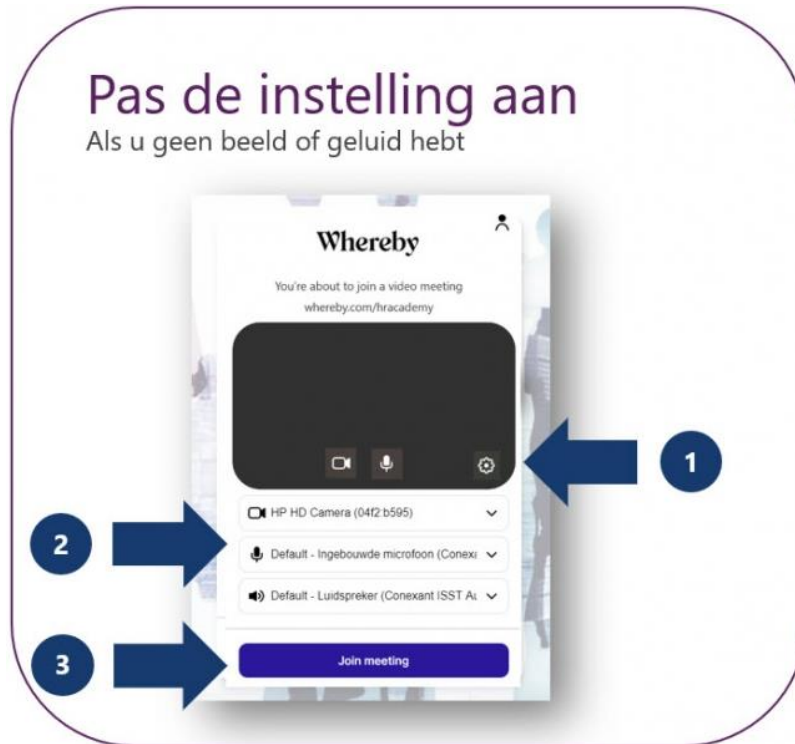 Pas de instelling aan
Als u geen beeld of geluid hebt
Whereby
You're about to join a video meeting
whereby.com/hracademy
1
HP HD Camera (04f2:b595)
2
Default - Ingebouwde microfoon (Conexa
Default - Luidspreker (Conexant ISST Au
3
Join meeting